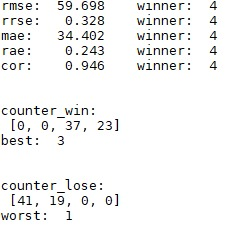 rmse: 59.698 winner: 4
rrse: 0.328 winner: 4
mae: 34.402 winner: 4
rae: 0.243 winner: 4
cor: 0.946 winner: 4
counter_win:
[0, 0, 37, 23]
best: 3
counter_lose:
[41, 19, 0, 0]
worst: 1